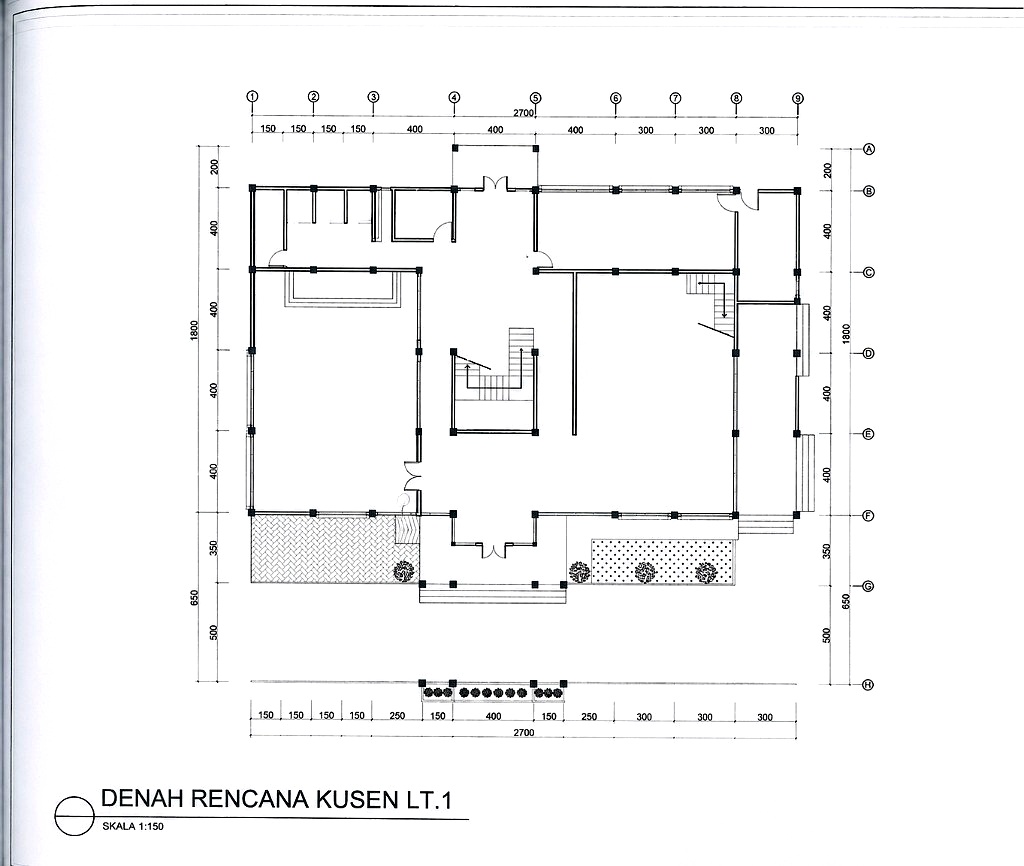 1 2 3 4 5 6 7 8 9
2700
150 150 150 150 400 400 400 300 300 300
A
200 200
B
400 400
C
400 400
1800 1800
D
400 400
E
400 400
F
350 350
G
650 650
500 500
H
150 150 150 150 250 150 400 150 250 300 300 300
2700
DENAH RENCANA KUSEN LT.1
SKALA 1:150